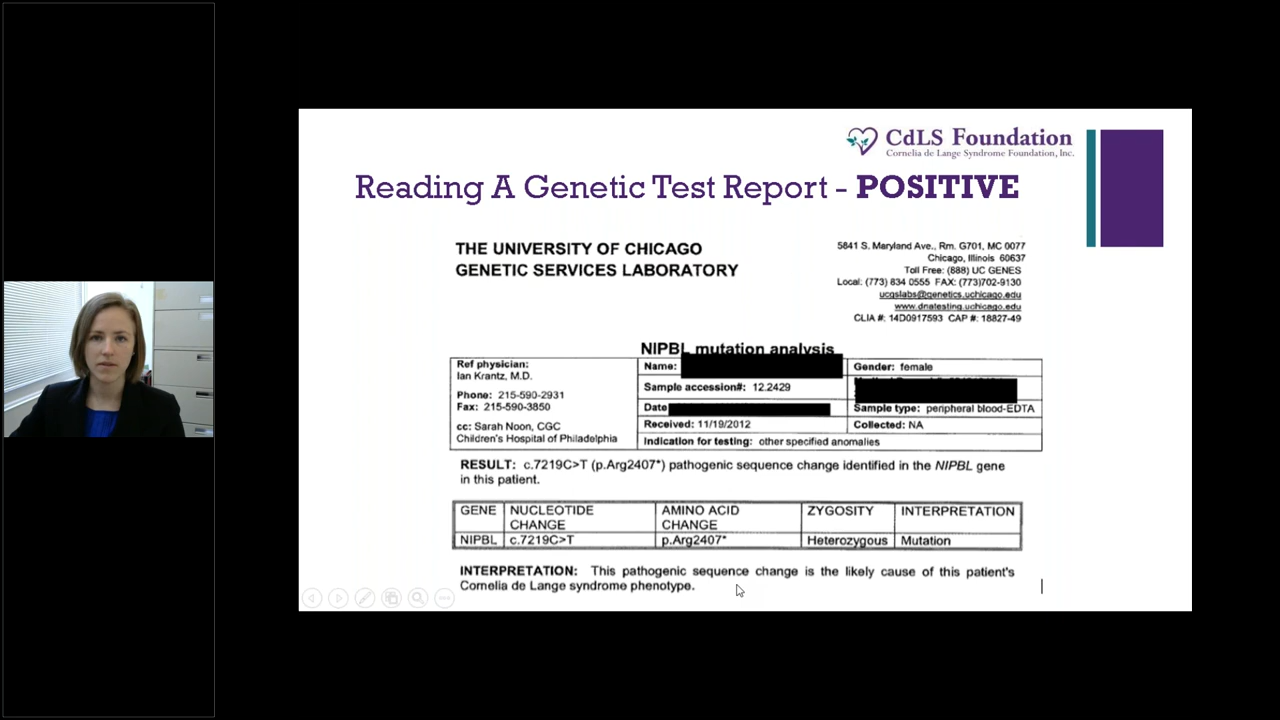 CdLS Foundation
Cornelia de Lange Syndrome Foundation, Inc.
Reading A Genetic Test Report - POSITIVE
THE UNIVERSITY OF CHICAGO
GENETIC SERVICES LABORATORY
5841 S. Maryland Ave., Rm. G701, MC 0077
Chicago, Illinois 60637
Toll Free: (888) UC GENES
Local: (773) 834 0555 FAX: (773)702-9130
ucgslabs@genetics.uchicago.edu
www.dnatesting.uchicago.edu
CLIA #: 14D0917593 CAP #: 18827-49
NIPBL mutation analysis
Ref physician:
Ian Krantz, M.D.
Phone: 215-590-2931
Fax: 215-590-3850
cc: Sarah Noon, CGC
Children's Hospital of Philadelphia
Name:
Sample accession#: 12.2429
Date
Received: 11/19/2012
Indication for testing: other specified anomalies
Gender: female
Sample type: peripheral blood-EDTA
Collected: NA
RESULT: c.7219C>T (p.Arg2407*) pathogenic sequence change identified in the NIPBL gene
in this patient.
GENE NUCLEOTIDE CHANGE AMINO ACID CHANGE ZYGOSITY INTERPRETATION
NIPBL c.7219C>T p.Arg2407* Heterozygous Mutation
INTERPRETATION: This pathogenic sequence change is the likely cause of this patient's
Cornelia de Lange syndrome phenotype.